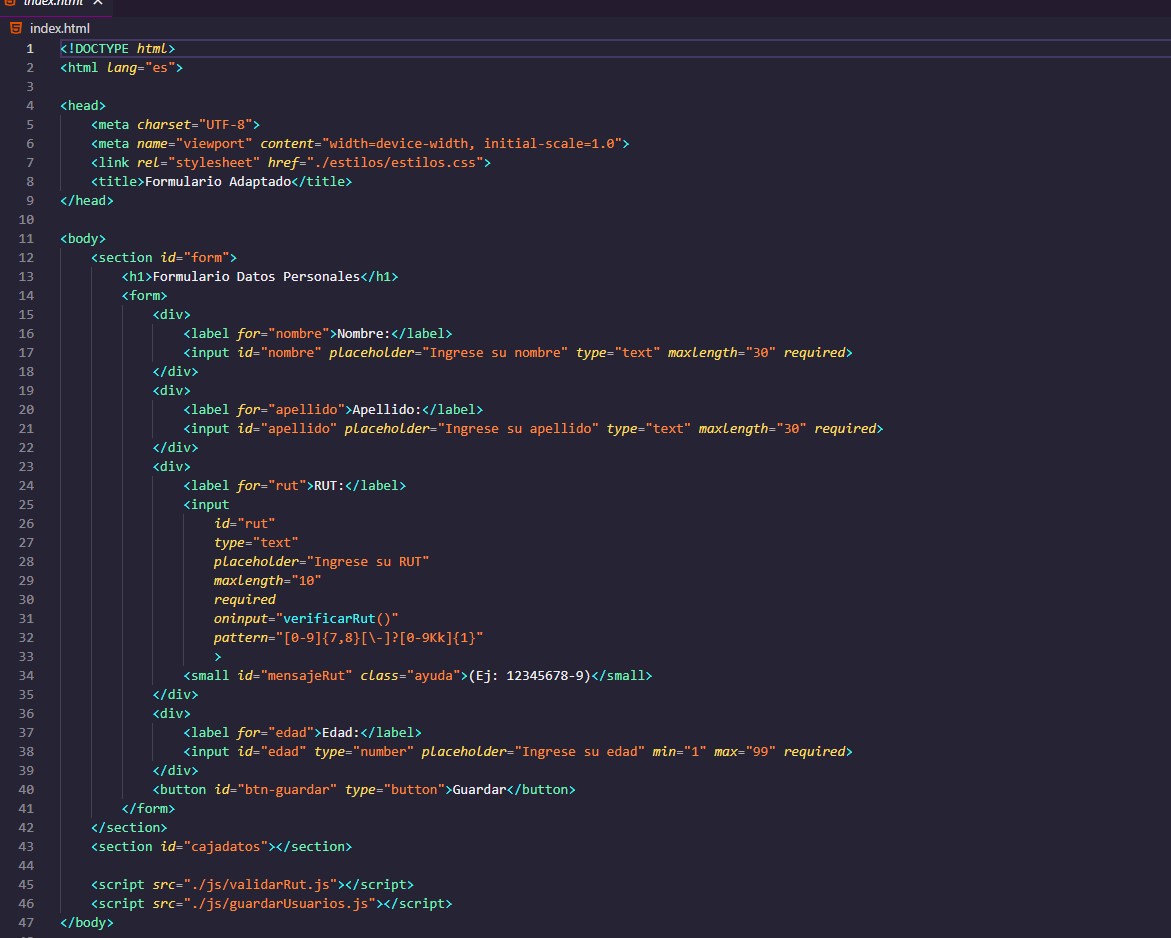 index.html
index.html
1 <!DOCTYPE html>
2 <html lang="es">
3
4 <head>
5     <meta charset="UTF-8">
6     <meta name="viewport" content="width=device-width, initial-scale=1.0">
7     <link rel="stylesheet" href="./estilos/estilos.css">
8     <title>Formulario Adaptado</title>
9 </head>
10
11 <body>
12     <section id="form">
13         <h1>Formulario Datos Personales</h1>
14         <form>
15             <div>
16                 <label for="nombre">Nombre:</label>
17                 <input id="nombre" placeholder="Ingrese su nombre" type="text" maxlength="30" required>
18             </div>
19             <div>
20                 <label for="apellido">Apellido:</label>
21                 <input id="apellido" placeholder="Ingrese su apellido" type="text" maxlength="30" required>
22             </div>
23             <div>
24                 <label for="rut">RUT:</label>
25                 <input
26                     id="rut"
27                     type="text"
28                     placeholder="Ingrese su RUT"
29                     maxlength="10"
30                     required
31                     oninput="verificarRut()"
32                     pattern="[0-9]{7,8}[\-]?[0-9Kk]{1}"
33                     >
34                 <small id="mensajeRut" class="ayuda">(Ej: 12345678-9)</small>
35             </div>
36             <div>
37                 <label for="edad">Edad:</label>
38                 <input id="edad" type="number" placeholder="Ingrese su edad" min="1" max="99" required>
39             </div>
40             <button id="btn-guardar" type="button">Guardar</button>
41         </form>
42     </section>
43     <section id="cajadatos"></section>
44
45     <script src="./js/validarRut.js"></script>
46     <script src="./js/guardarUsuarios.js"></script>
47 </body>